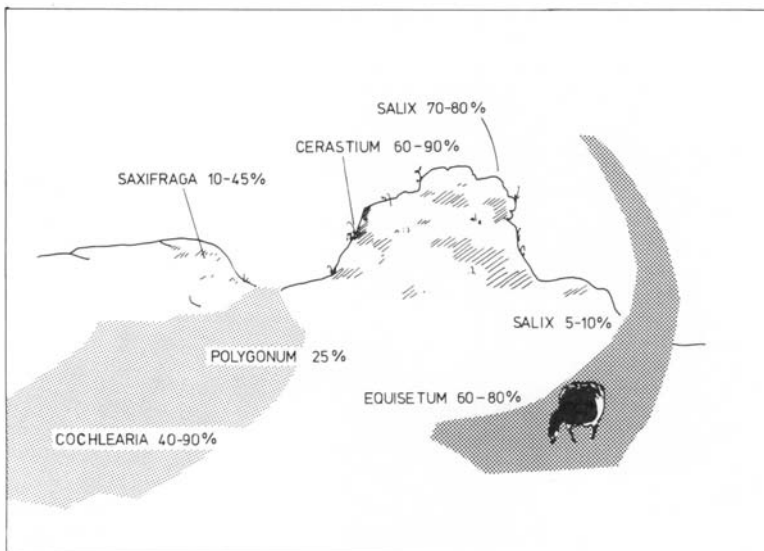 SALIX 70-80%
CERASTIUM 60-90%
SAXIFRAGA 10-45%
SALIX 5-10%
POLYGONUM 25%
EQUISETUM 60-80%
COCHLEARIA 40-90%